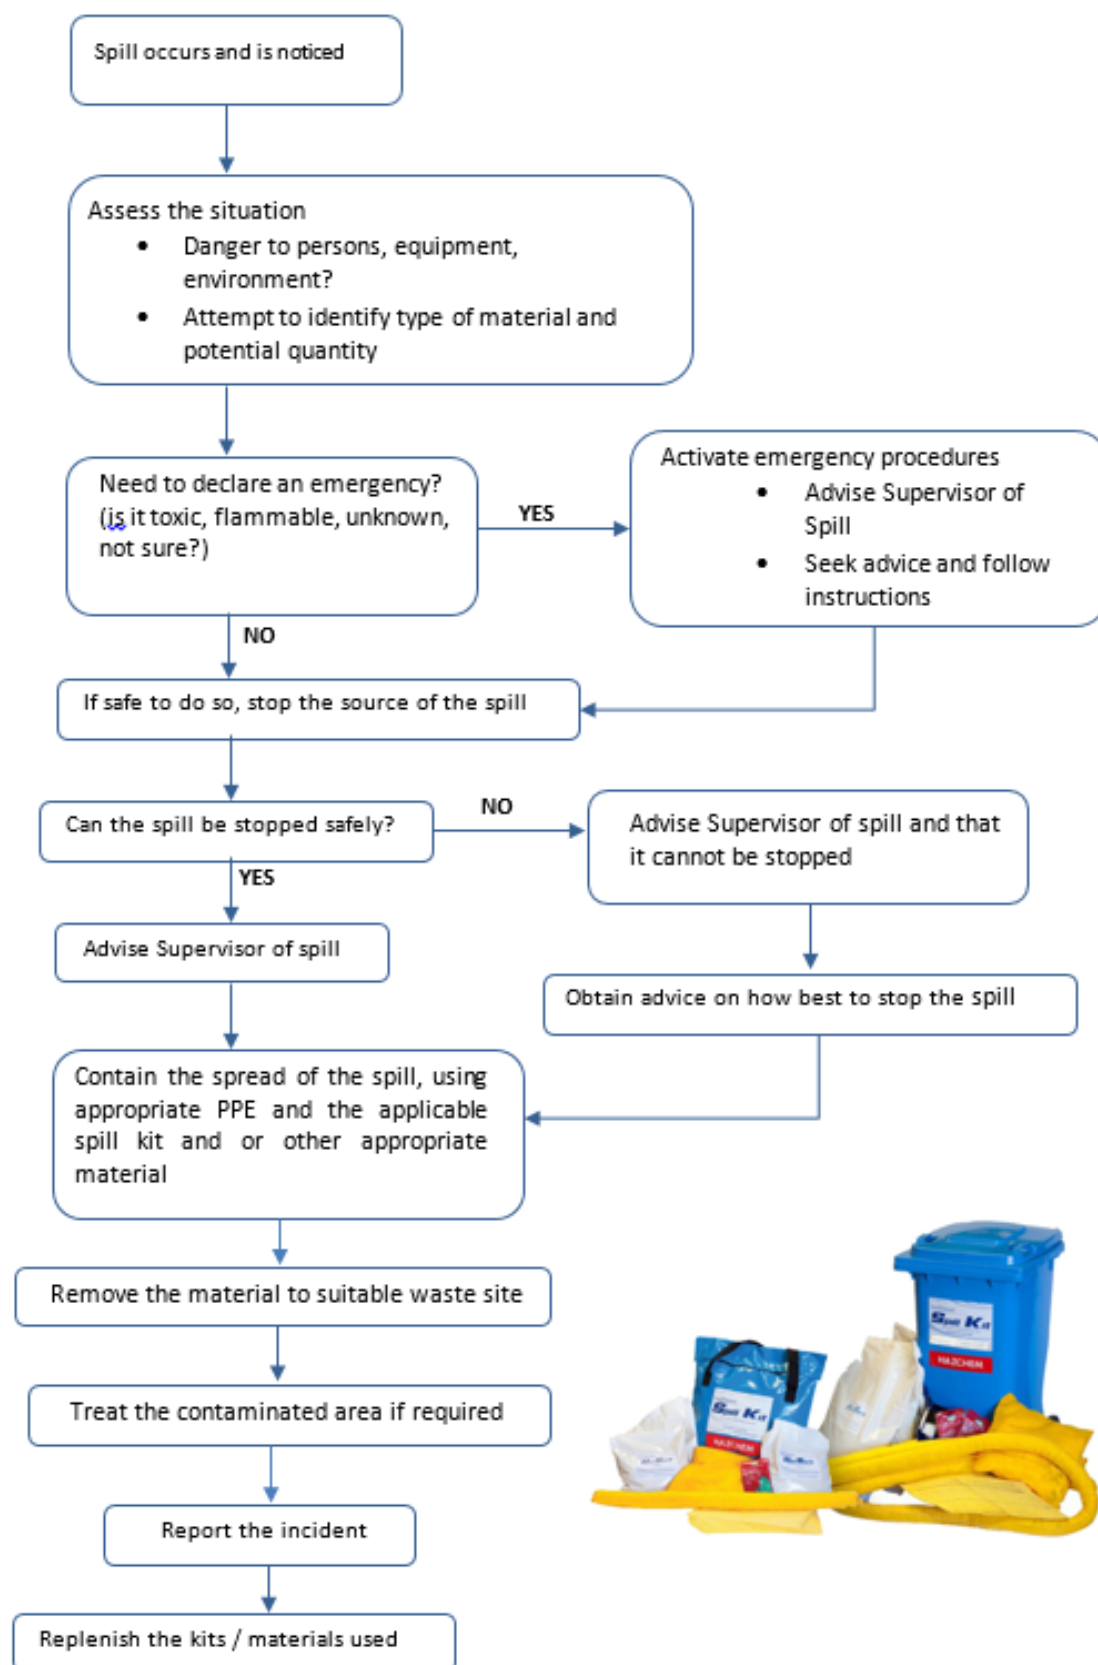 Spill occurs and is noticed
Assess the situation
• Danger to persons, equipment,
environment?
• Attempt to identify type of material and
potential quantity
Need to declare an emergency?
(is it toxic, flammable, unknown,
not sure?)
YES
Activate emergency procedures
• Advise Supervisor of
Spill
• Seek advice and follow
instructions
NO
If safe to do so, stop the source of the spill
Can the spill be stopped safely?
NO
Advise Supervisor of spill and that
it cannot be stopped
YES
Advise Supervisor of spill
Obtain advice on how best to stop the spill
Contain the spread of the spill, using
appropriate PPE and the applicable
spill kit and or other appropriate
material
Remove the material to suitable waste site
Treat the contaminated area if required
Report the incident
Replenish the kits / materials used
Spill Kit
HAZCHEM
Spill Kit
HAZCHEM